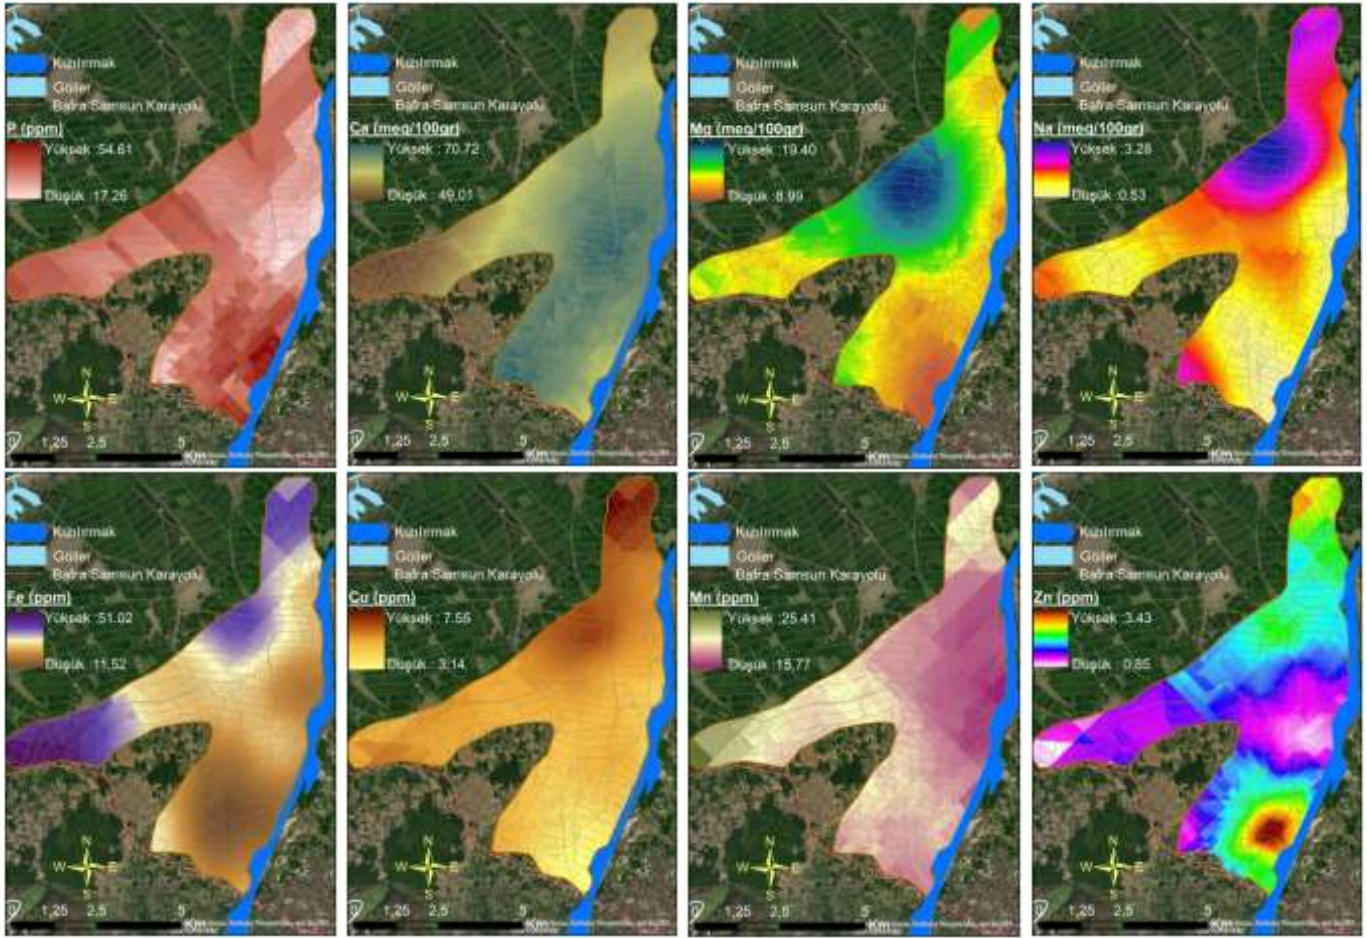 Kızılırmak
Göller
Bafra Samsun Karayolu
P (ppm)
Yüksek : 54.61
Düşük : 17.26
N
W E
S
0 1,25 2,5 5
Km
Kızılırmak
Göller
Bafra Samsun Karayolu
Ca (meq/100gr)
Yüksek : 70.72
Düşük : 49.01
N
W E
S
0 1,25 2,5 5
Km
Kızılırmak
Göller
Bafra Samsun Karayolu
Mg (meq/100gr)
Yüksek : 19.40
Düşük : 8.99
N
W E
S
0 1,25 2,5 5
Km
Kızılırmak
Göller
Bafra Samsun Karayolu
Na (meq/100gr)
Yüksek : 3.28
Düşük : 0.53
N
W E
S
0 1,25 2,5 5
Km
Kızılırmak
Göller
Bafra Samsun Karayolu
Fe (ppm)
Yüksek :51.02
Düşük :11.52
N
W E
S
0 1,25 2,5 5
Km
Kızılırmak
Göller
Bafra Samsun Karayolu
Cu (ppm)
Yüksek : 7.55
Düşük : 3.14
N
W E
S
0 1,25 2,5 5
Km
Kızılırmak
Göller
Bafra Samsun Karayolu
Mn (ppm)
Yüksek :25.41
Düşük :15,77
N
W E
S
0 1,25 2,5 5
Km
Kızılırmak
Göller
Bafra Samsun Karayolu
Zn (ppm)
Yüksek : 3.43
Düşük : 0.85
N
W E
S
0 1,25 2,5 5
Km